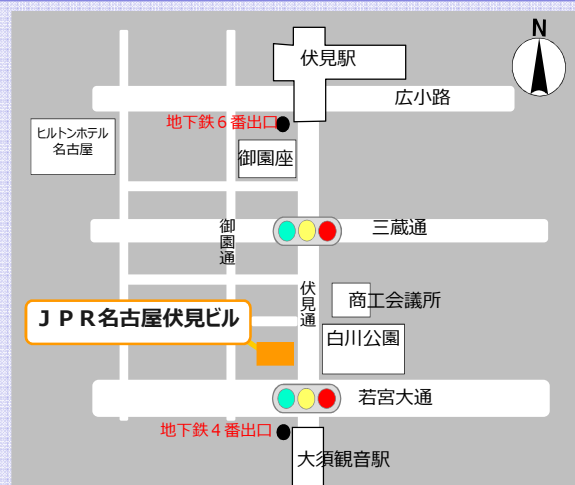 N
伏見駅
広小路
地下鉄６番出口
ヒルトンホテル
名古屋
御園座
三蔵通
御園通
伏見通
商工会議所
ＪＰＲ名古屋伏見ビル
白川公園
若宮大通
地下鉄４番出口
大須観音駅